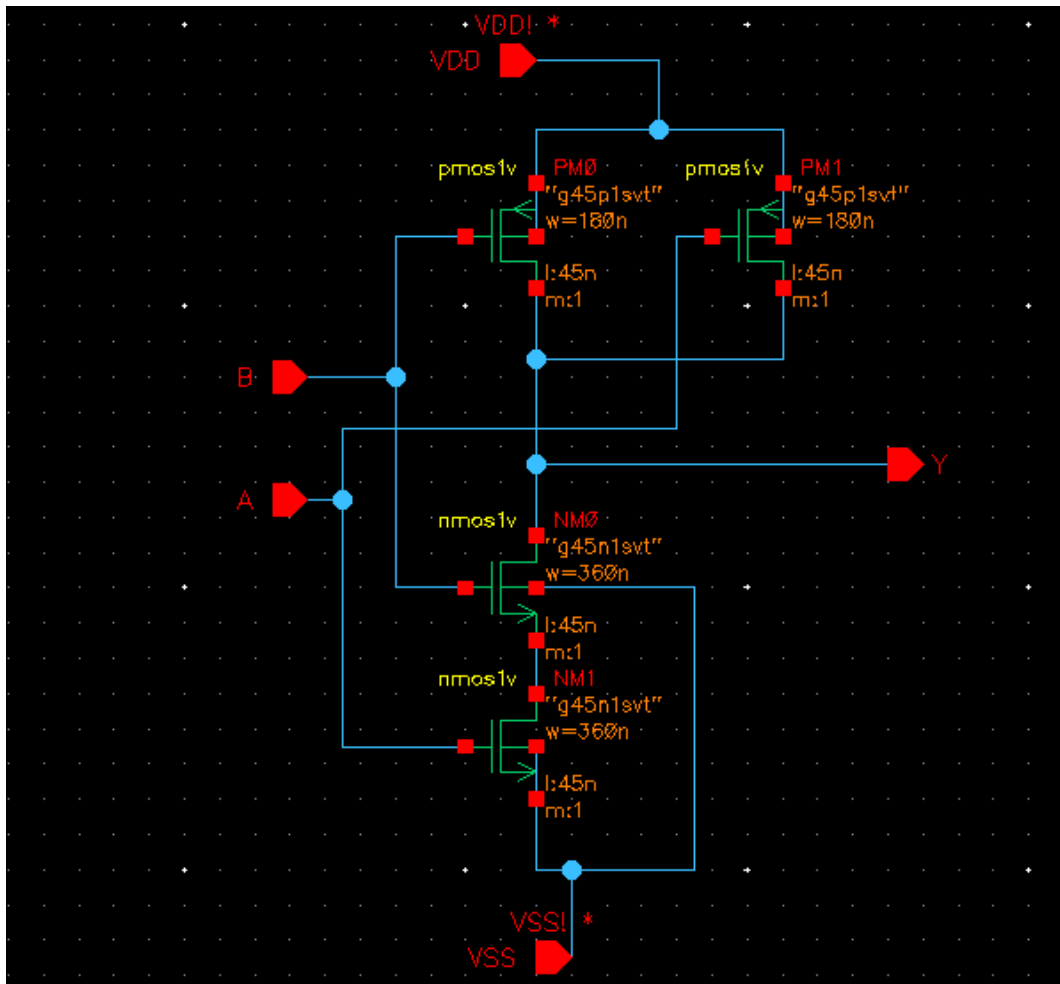 VDD! *
VDD
pmos1v PM0 pmos1v PM1
"g45p1svt" "g45p1svt"
w=180n w=180n
l:45n l:45n
m:1 m:1
B
Y
A
nmos1v NM0
"g45n1svt"
w=360n
l:45n
m:1
nmos1v NM1
"g45n1svt"
w=360n
l:45n
m:1
VSS! *
VSS